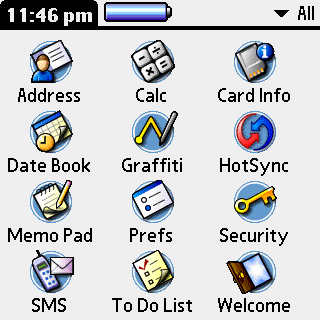 11:46 pm All
Address Calc Card Info
Date Book Graffiti HotSync
Memo Pad Prefs Security
SMS To Do List Welcome